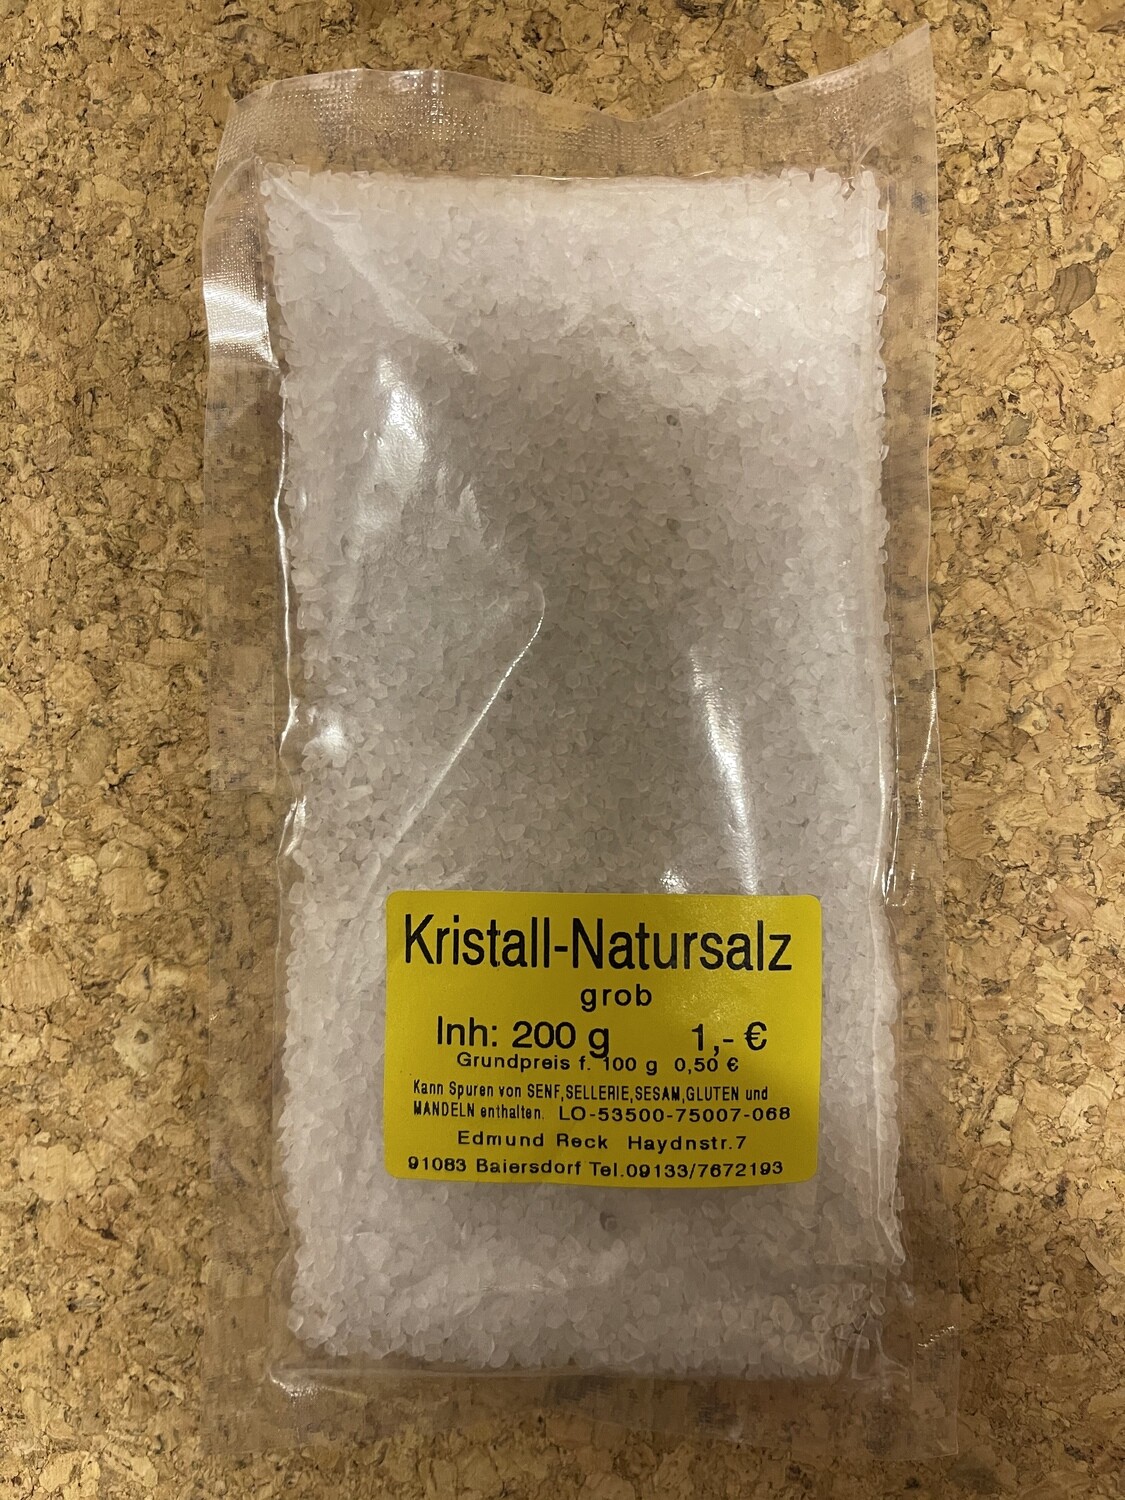 Kristall-Natursalz
grob
Inh: 200 g 1,- €
Grundpreis f. 100 g 0,50 €
Kann Spuren von SENF,SELLERIE,SESAM,GLUTEN und
MANDELN enthalten. LO-53500-75007-068
Edmund Reck Haydnstr.7
91083 Baiersdorf Tel.09133/7672193